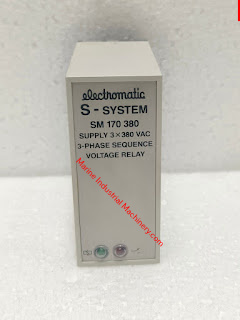 electromatic
S - SYSTEM
SM 170 380
SUPPLY 3 × 380 VAC
3-PHASE SEQUENCE
VOLTAGE RELAY
Marine Industrial Machinery.com
(S)